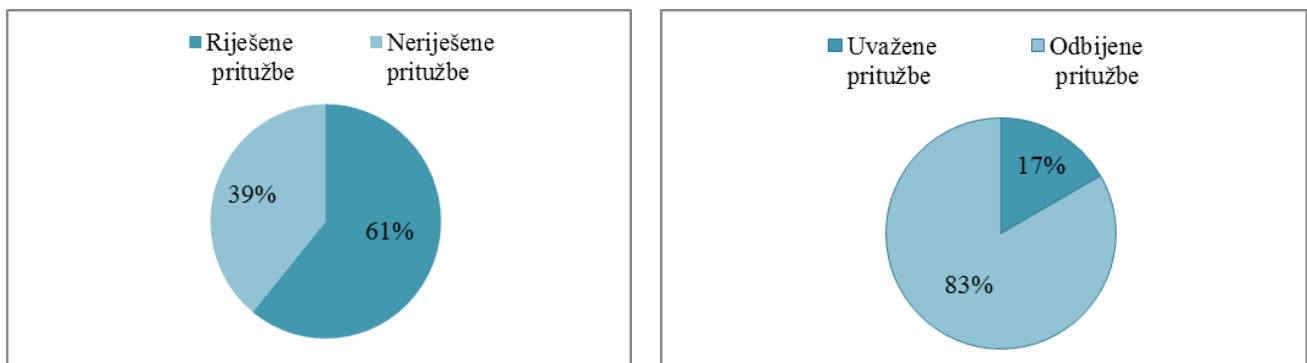 Riješene pritužbe
Neriješene pritužbe
39%
61%
Uvažene pritužbe
Odbijene pritužbe
17%
83%